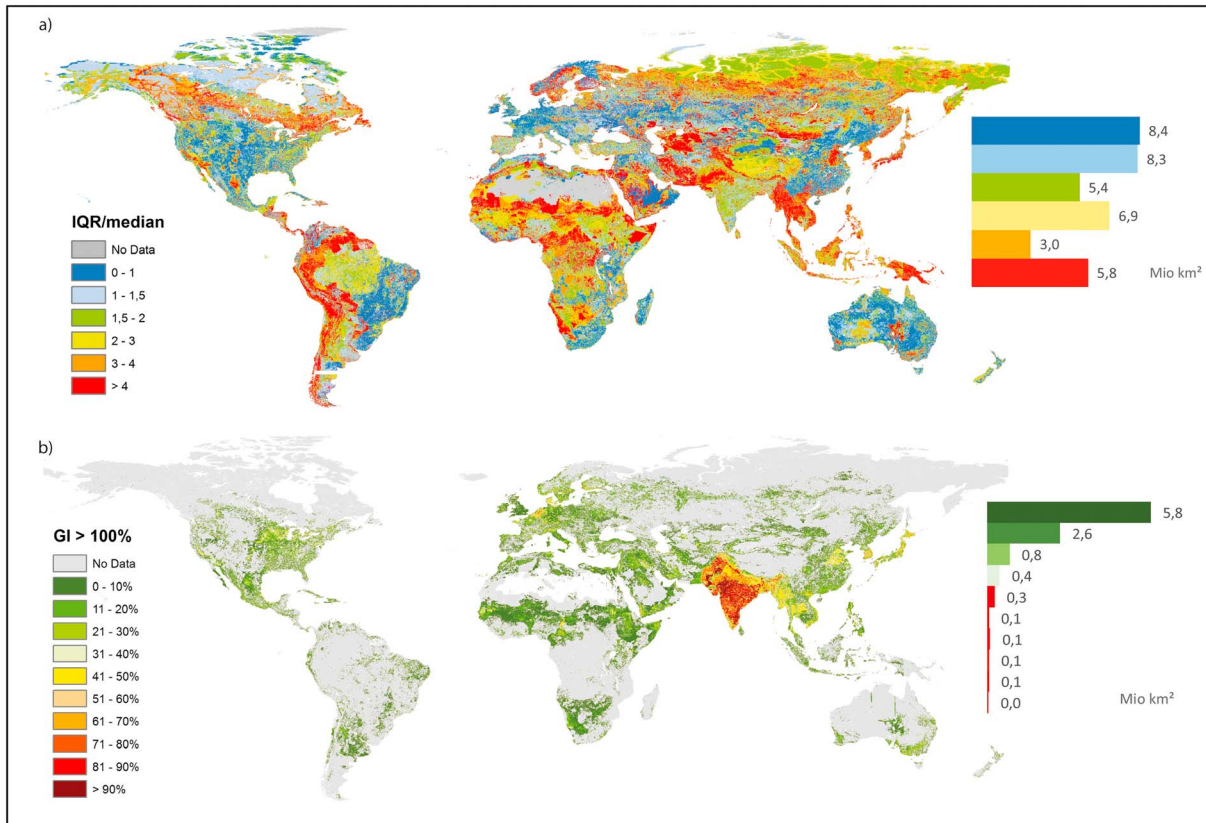 a)
IQR/median
No Data
0 - 1
1 - 1,5
1,5 - 2
2 - 3
3 - 4
> 4
8,4
8,3
5,4
6,9
3,0
5,8
Mio km²
b)
GI > 100%
No Data
0 - 10%
11 - 20%
21 - 30%
31 - 40%
41 - 50%
51 - 60%
61 - 70%
71 - 80%
81 - 90%
> 90%
5,8
2,6
0,8
0,4
0,3
0,1
0,1
0,1
0,1
0,0
Mio km²